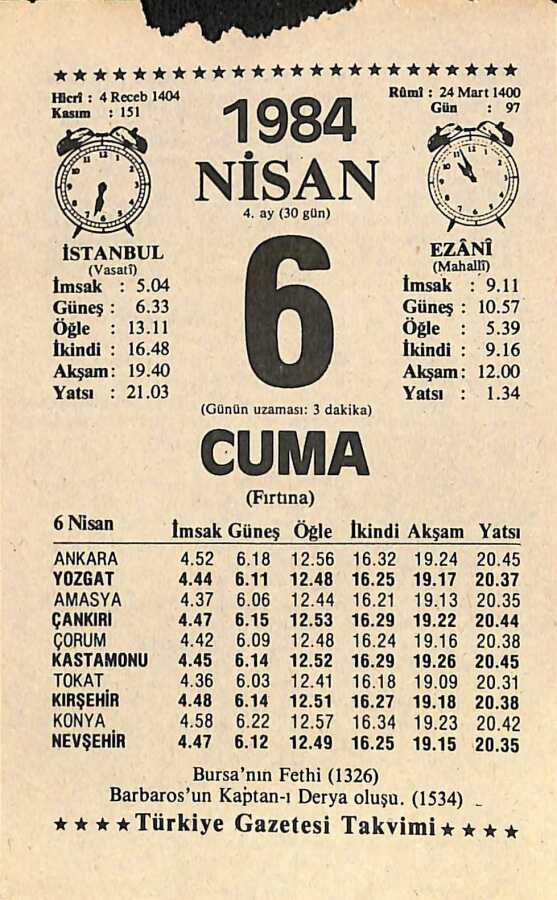 Hicrî : 4 Receb 1404
Kasım : 151
1984
Rûmî : 24 Mart 1400
Gün : 97
NİSAN
4. ay (30 gün)
İSTANBUL
(Vasatî)
İmsak : 5.04
Güneş : 6.33
Öğle : 13.11
İkindi : 16.48
Akşam : 19.40
Yatsı : 21.03
6
EZÂNÎ
(Mahallî)
İmsak : 9.11
Güneş : 10.57
Öğle : 5.39
İkindi : 9.16
Akşam : 12.00
Yatsı : 1.34
(Günün uzaması: 3 dakika)
CUMA
(Fırtına)
6 Nisan İmsak Güneş Öğle İkindi Akşam Yatsı
ANKARA 4.52 6.18 12.56 16.32 19.24 20.45
YOZGAT 4.44 6.11 12.48 16.25 19.17 20.37
AMASYA 4.37 6.06 12.44 16.21 19.13 20.35
ÇANKIRI 4.47 6.15 12.53 16.29 19.22 20.44
ÇORUM 4.42 6.09 12.48 16.24 19.16 20.38
KASTAMONU 4.45 6.14 12.52 16.29 19.26 20.45
TOKAT 4.36 6.03 12.41 16.18 19.09 20.31
KIRŞEHİR 4.48 6.14 12.51 16.27 19.18 20.38
KONYA 4.58 6.22 12.57 16.34 19.23 20.42
NEVŞEHİR 4.47 6.12 12.49 16.25 19.15 20.35
Bursa'nın Fethi (1326)
Barbaros'un Kaptan-ı Derya oluşu. (1534)
★★★★Türkiye Gazetesi Takvimi★★★★